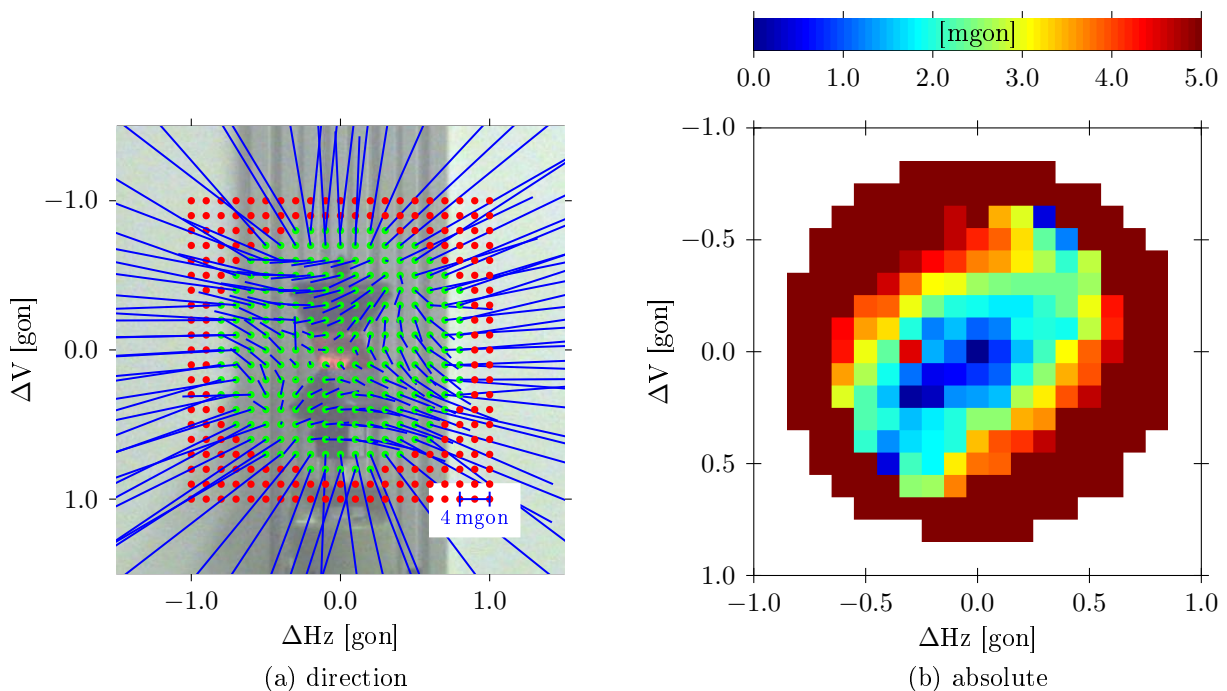 [mgon]
0.0 1.0 2.0 3.0 4.0 5.0
−1.0
0.0
1.0
ΔV [gon]
4 mgon
−1.0 0.0 1.0
ΔHz [gon]
(a) direction
−1.0
−0.5
0.0
0.5
1.0
ΔV [gon]
−1.0 −0.5 0.0 0.5 1.0
ΔHz [gon]
(b) absolute